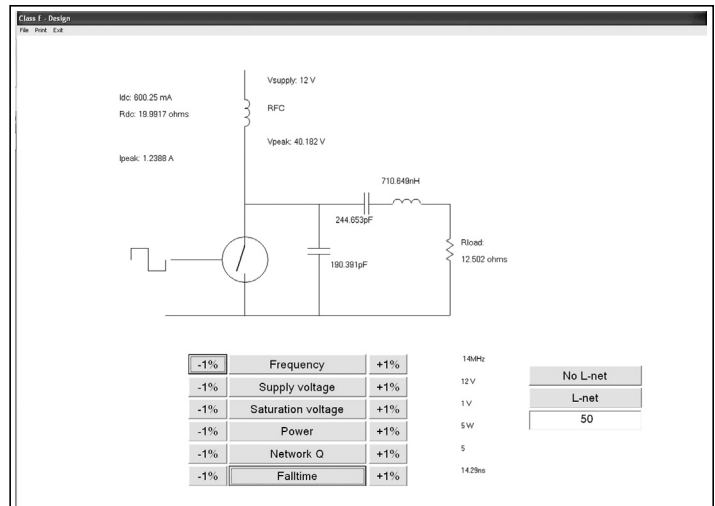 Class E - Design
File Print Exit
Vsupply: 12 V
Idc: 600.25 mA
RFC
Rdc: 19.9917 ohms
Vpeak: 40.182 V
Ipeak: 1.2388 A
710.649nH
244.653pF
Rload:
190.391pF
12.502 ohms
-1% Frequency +1% 14MHz
-1% Supply voltage +1% 12 V
-1% Saturation voltage +1% 1 V
-1% Power +1% 5 W
-1% Network Q +1% 5
-1% Falltime +1% 14.29ns
No L-net
L-net
50